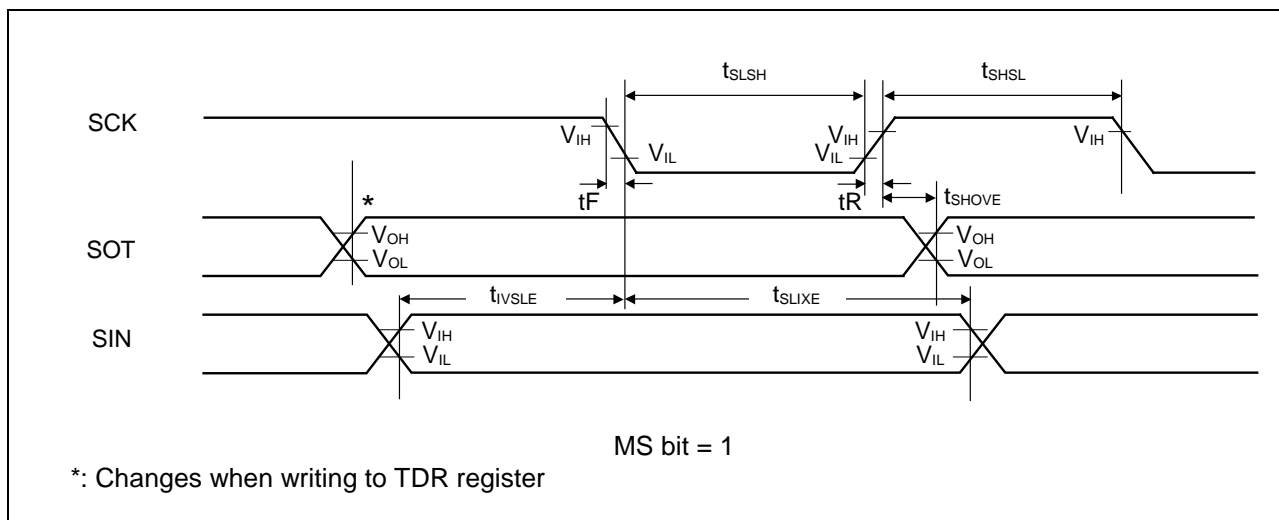 tSLSH tSHSL
SCK VIH VIL VIH VIL VIH
tF tR tSHOVE
*
SOT VOH VOL VOH VOL
tIVSLE tSLIXE
SIN VIH VIL VIH VIL
MS bit = 1
*: Changes when writing to TDR register